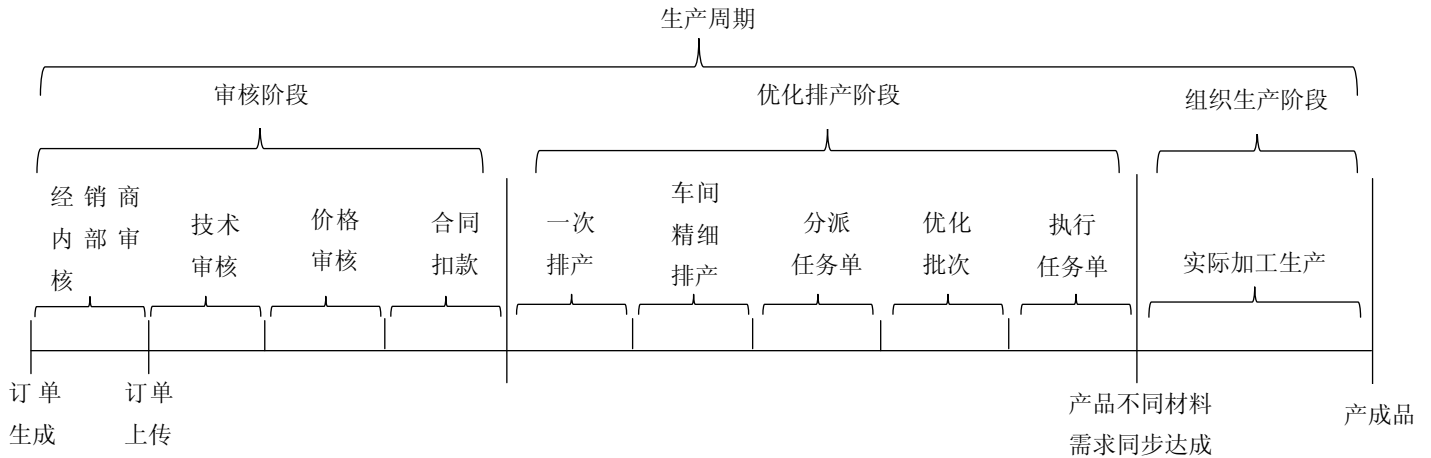 生产周期
审核阶段
优化排产阶段
组织生产阶段
经销商
内部审
核
技术
审核
价格
审核
合同
扣款
一次
排产
车间
精细
排产
分派
任务单
优化
批次
执行
任务单
实际加工生产
订单
生成
订单
上传
产品不同材料
需求同步达成
产成品